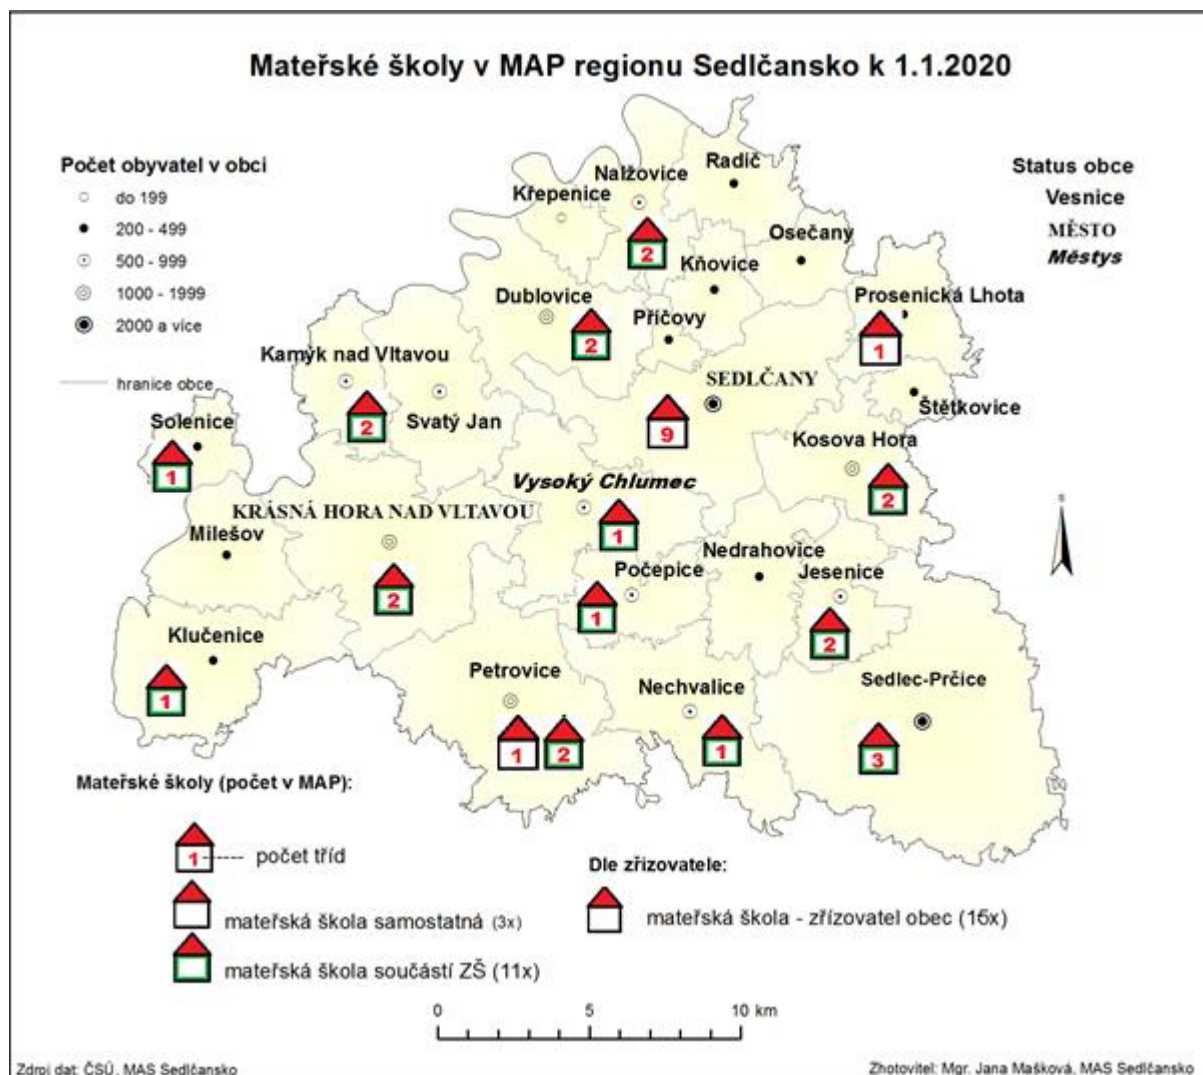 Mateřské školy v MAP regionu Sedlčansko k 1.1.2020
Počet obyvatel v obci
do 199
200 - 499
500 - 999
1000 - 1999
2000 a více
hranice obce
Status obce
Vesnice
MĚSTO
Městys
Radíč
Nalžovice
Křepenice
2
Osečany
Kňovice
Dublovice
2
Příčovy
Prosenická Lhota
1
Kamýk nad Vltavou
2
Svatý Jan
SEDLČANY
9
Štětkovice
Solenice
1
Kosova Hora
2
Vysoký Chlumec
1
KRÁSNÁ HORA NAD VLTAVOU
2
Milešov
Nedrahovice
Počepice
1
Jesenice
2
Klučenice
1
Petrovice
1
2
Nechvalice
1
Sedlec-Prčice
3
Mateřské školy (počet v MAP):
1 ------ počet tříd
mateřská škola samostatná (3x)
mateřská škola součástí ZŠ (11x)
Dle zřizovatele:
mateřská škola - zřízovatel obec (16x)
0 5 10 km
Zdroj dat: ČSÚ, MAS Sedlčansko
Zhotovitel: Mgr. Jana Mašková, MAS Sedlčansko